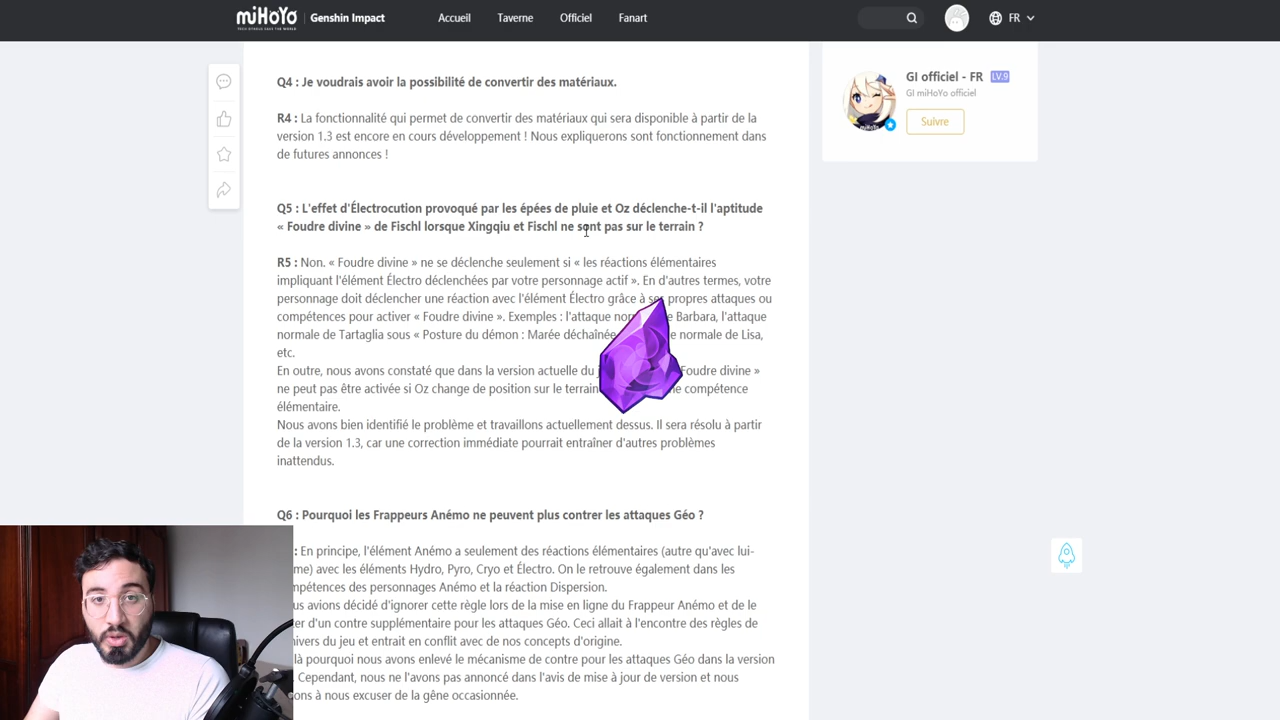 miHoYo
TECH OTAKUS SAVE THE WORLD
Genshin Impact
Accueil
Taverne
Officiel
Fanart
FR
Q4 : Je voudrais avoir la possibilité de convertir des matériaux.
R4 : La fonctionnalité qui permet de convertir des matériaux qui sera disponible à partir de la
version 1.3 est encore en cours développement ! Nous expliquerons sont fonctionnement dans
de futures annonces !
Q5 : L'effet d'Électrocution provoqué par les épées de pluie et Oz déclenche-t-il l'aptitude
« Foudre divine » de Fischl lorsque Xingqiu et Fischl ne sont pas sur le terrain ?
R5 : Non. « Foudre divine » ne se déclenche seulement si « les réactions élémentaires
impliquant l'élément Électro déclenchées par votre personnage actif ». En d'autres termes, votre
personnage doit déclencher une réaction avec l'élément Électro grâce à ses propres attaques ou
compétences pour activer « Foudre divine ». Exemples : l'attaque Barbara, l'attaque
normale de Tartaglia sous « Posture du démon : Marée déchaînée normale de Lisa,
etc.
En outre, nous avons constaté que dans la version actuelle du Foudre divine »
ne peut pas être activée si Oz change de position sur le terrain compétence
élémentaire.
Nous avons bien identifié le problème et travaillons actuellement dessus. Il sera résolu à partir
de la version 1.3, car une correction immédiate pourrait entraîner d'autres problèmes
inattendus.
Q6 : Pourquoi les Frappeurs Anémo ne peuvent plus contrer les attaques Géo ?
: En principe, l'élément Anémo a seulement des réactions élémentaires (autre qu'avec lui-
me) avec les éléments Hydro, Pyro, Cryo et Électro. On le retrouve également dans les
mpétences des personnages Anémo et la réaction Dispersion.
us avions décidé d'ignorer cette règle lors de la mise en ligne du Frappeur Anémo et de le
er d'un contre supplémentaire pour les attaques Géo. Ceci allait à l'encontre des règles de
nivers du jeu et entrait en conflit avec de nos concepts d'origine.
là pourquoi nous avons enlevé le mécanisme de contre pour les attaques Géo dans la version
Cependant, nous ne l'avons pas annoncé dans l'avis de mise à jour de version et nous
ons à nous excuser de la gêne occasionnée.
GI officiel - FR LV.9
GI miHoYo officiel
Suivre
miHoYo